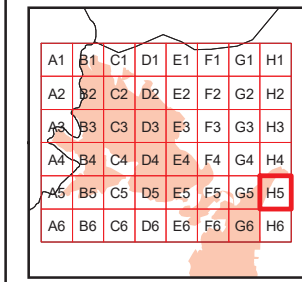 A1 B1 C1 D1 E1 F1 G1 H1
A2 B2 C2 D2 E2 F2 G2 H2
A3 B3 C3 D3 E3 F3 G3 H3
A4 B4 C4 D4 E4 F4 G4 H4
A5 B5 C5 D5 E5 F5 G5 H5
A6 B6 C6 D6 E6 F6 G6 H6